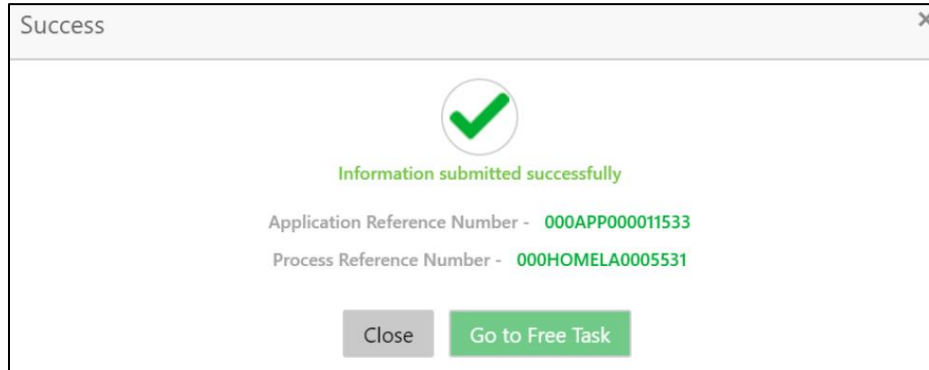 Success
Information submitted successfully
Application Reference Number - 000APP000011533
Process Reference Number - 000HOMELA0005531
Close Go to Free Task